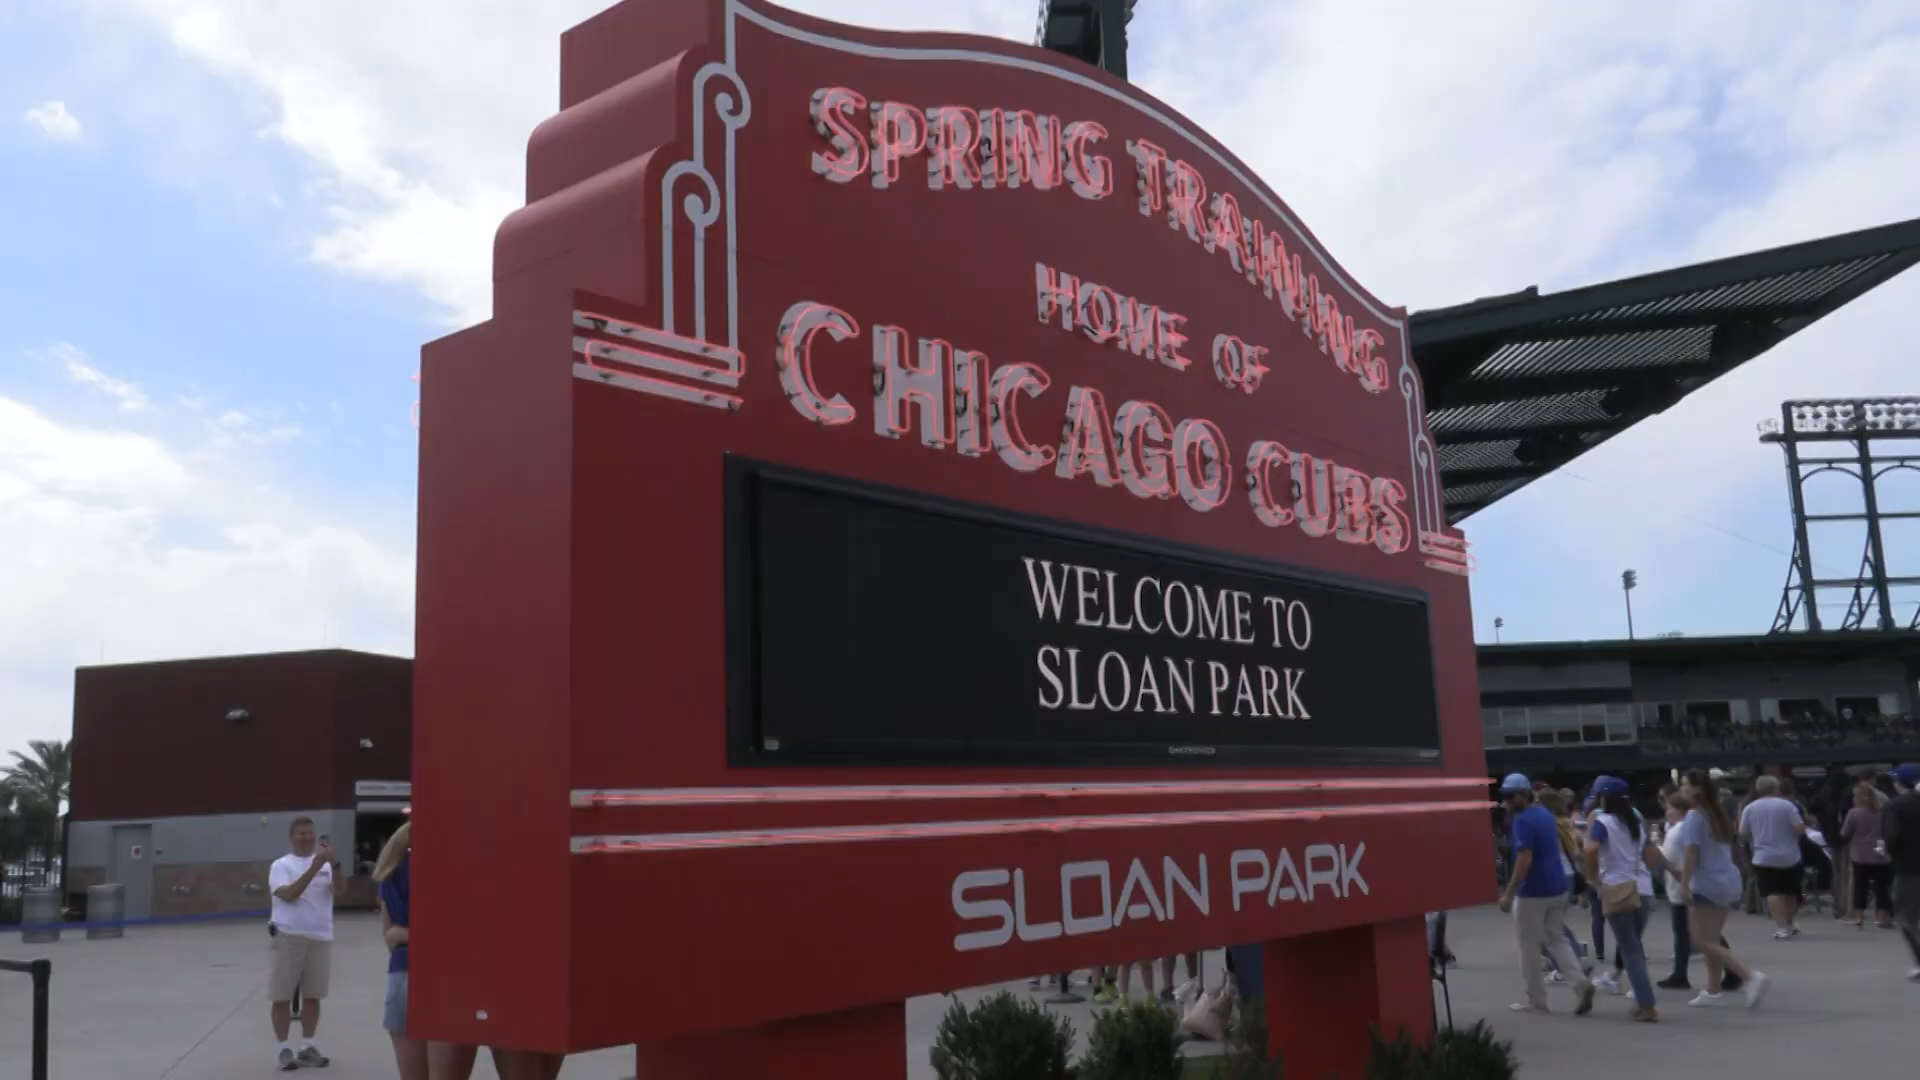 SPRING TRAINING
HOME OF
CHICAGO CUBS
WELCOME TO
SLOAN PARK
SLOAN PARK